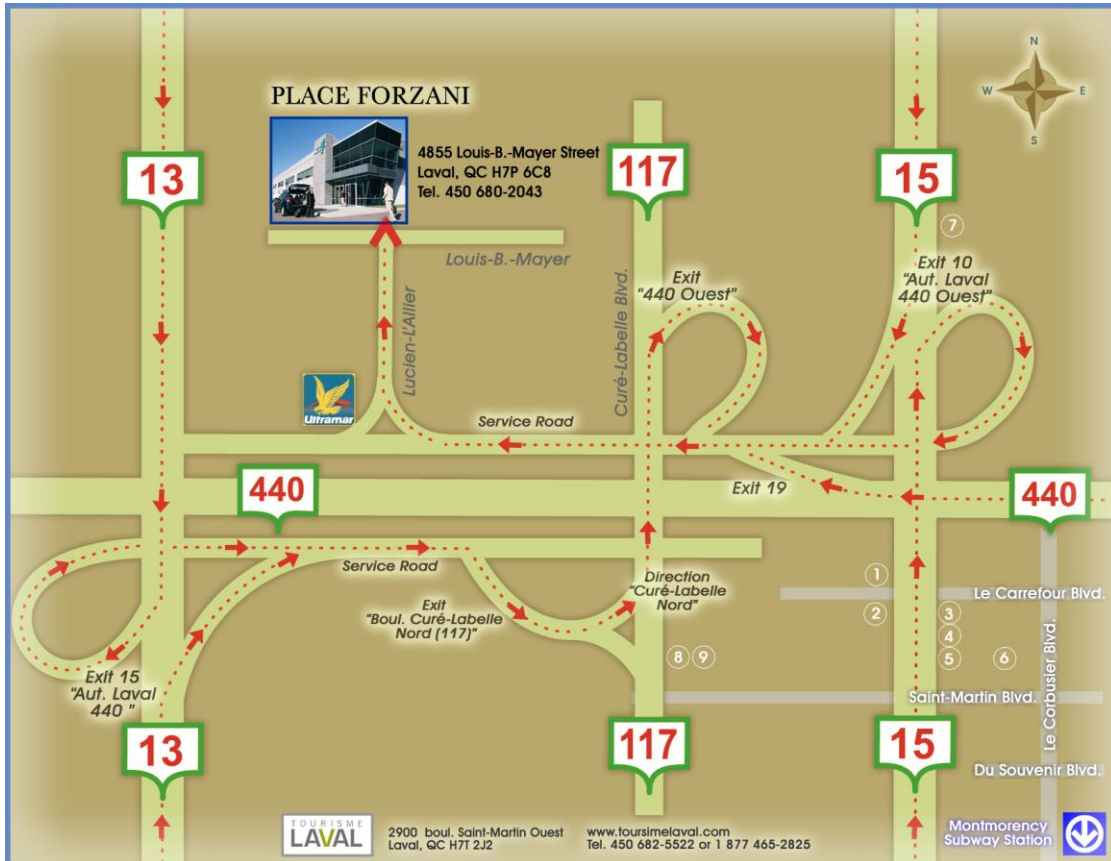 N
W E
S
PLACE FORZANI
4855 Louis-B.-Mayer Street
Laval, QC H7P 6C8
Tel. 450 680-2043
13
117
15
7
Louis-B.-Mayer
Lucien-L'Allier
Curé-Labelle Blvd.
Exit
"440 Ouest"
Exit 10
"Aut. Laval
440 Ouest"
Ultramar
Service Road
Exit 19
440
440
Service Road
Exit
"Boul. Curé-Labelle
Nord (117)"
Direction
"Curé-Labelle
Nord"
1
Le Carrefour Blvd.
2
3
4
5
6
8 9
Le Corbusier Blvd.
Saint-Martin Blvd.
Exit 15
"Aut. Laval
440 "
13
117
15
Du Souvenir Blvd.
TOURISME
LAVAL
2900 boul. Saint-Martin Ouest
Laval, QC H7T 2J2
www.toursimelaval.com
Tel. 450 682-5522 or 1 877 465-2825
Montmorency
Subway Station